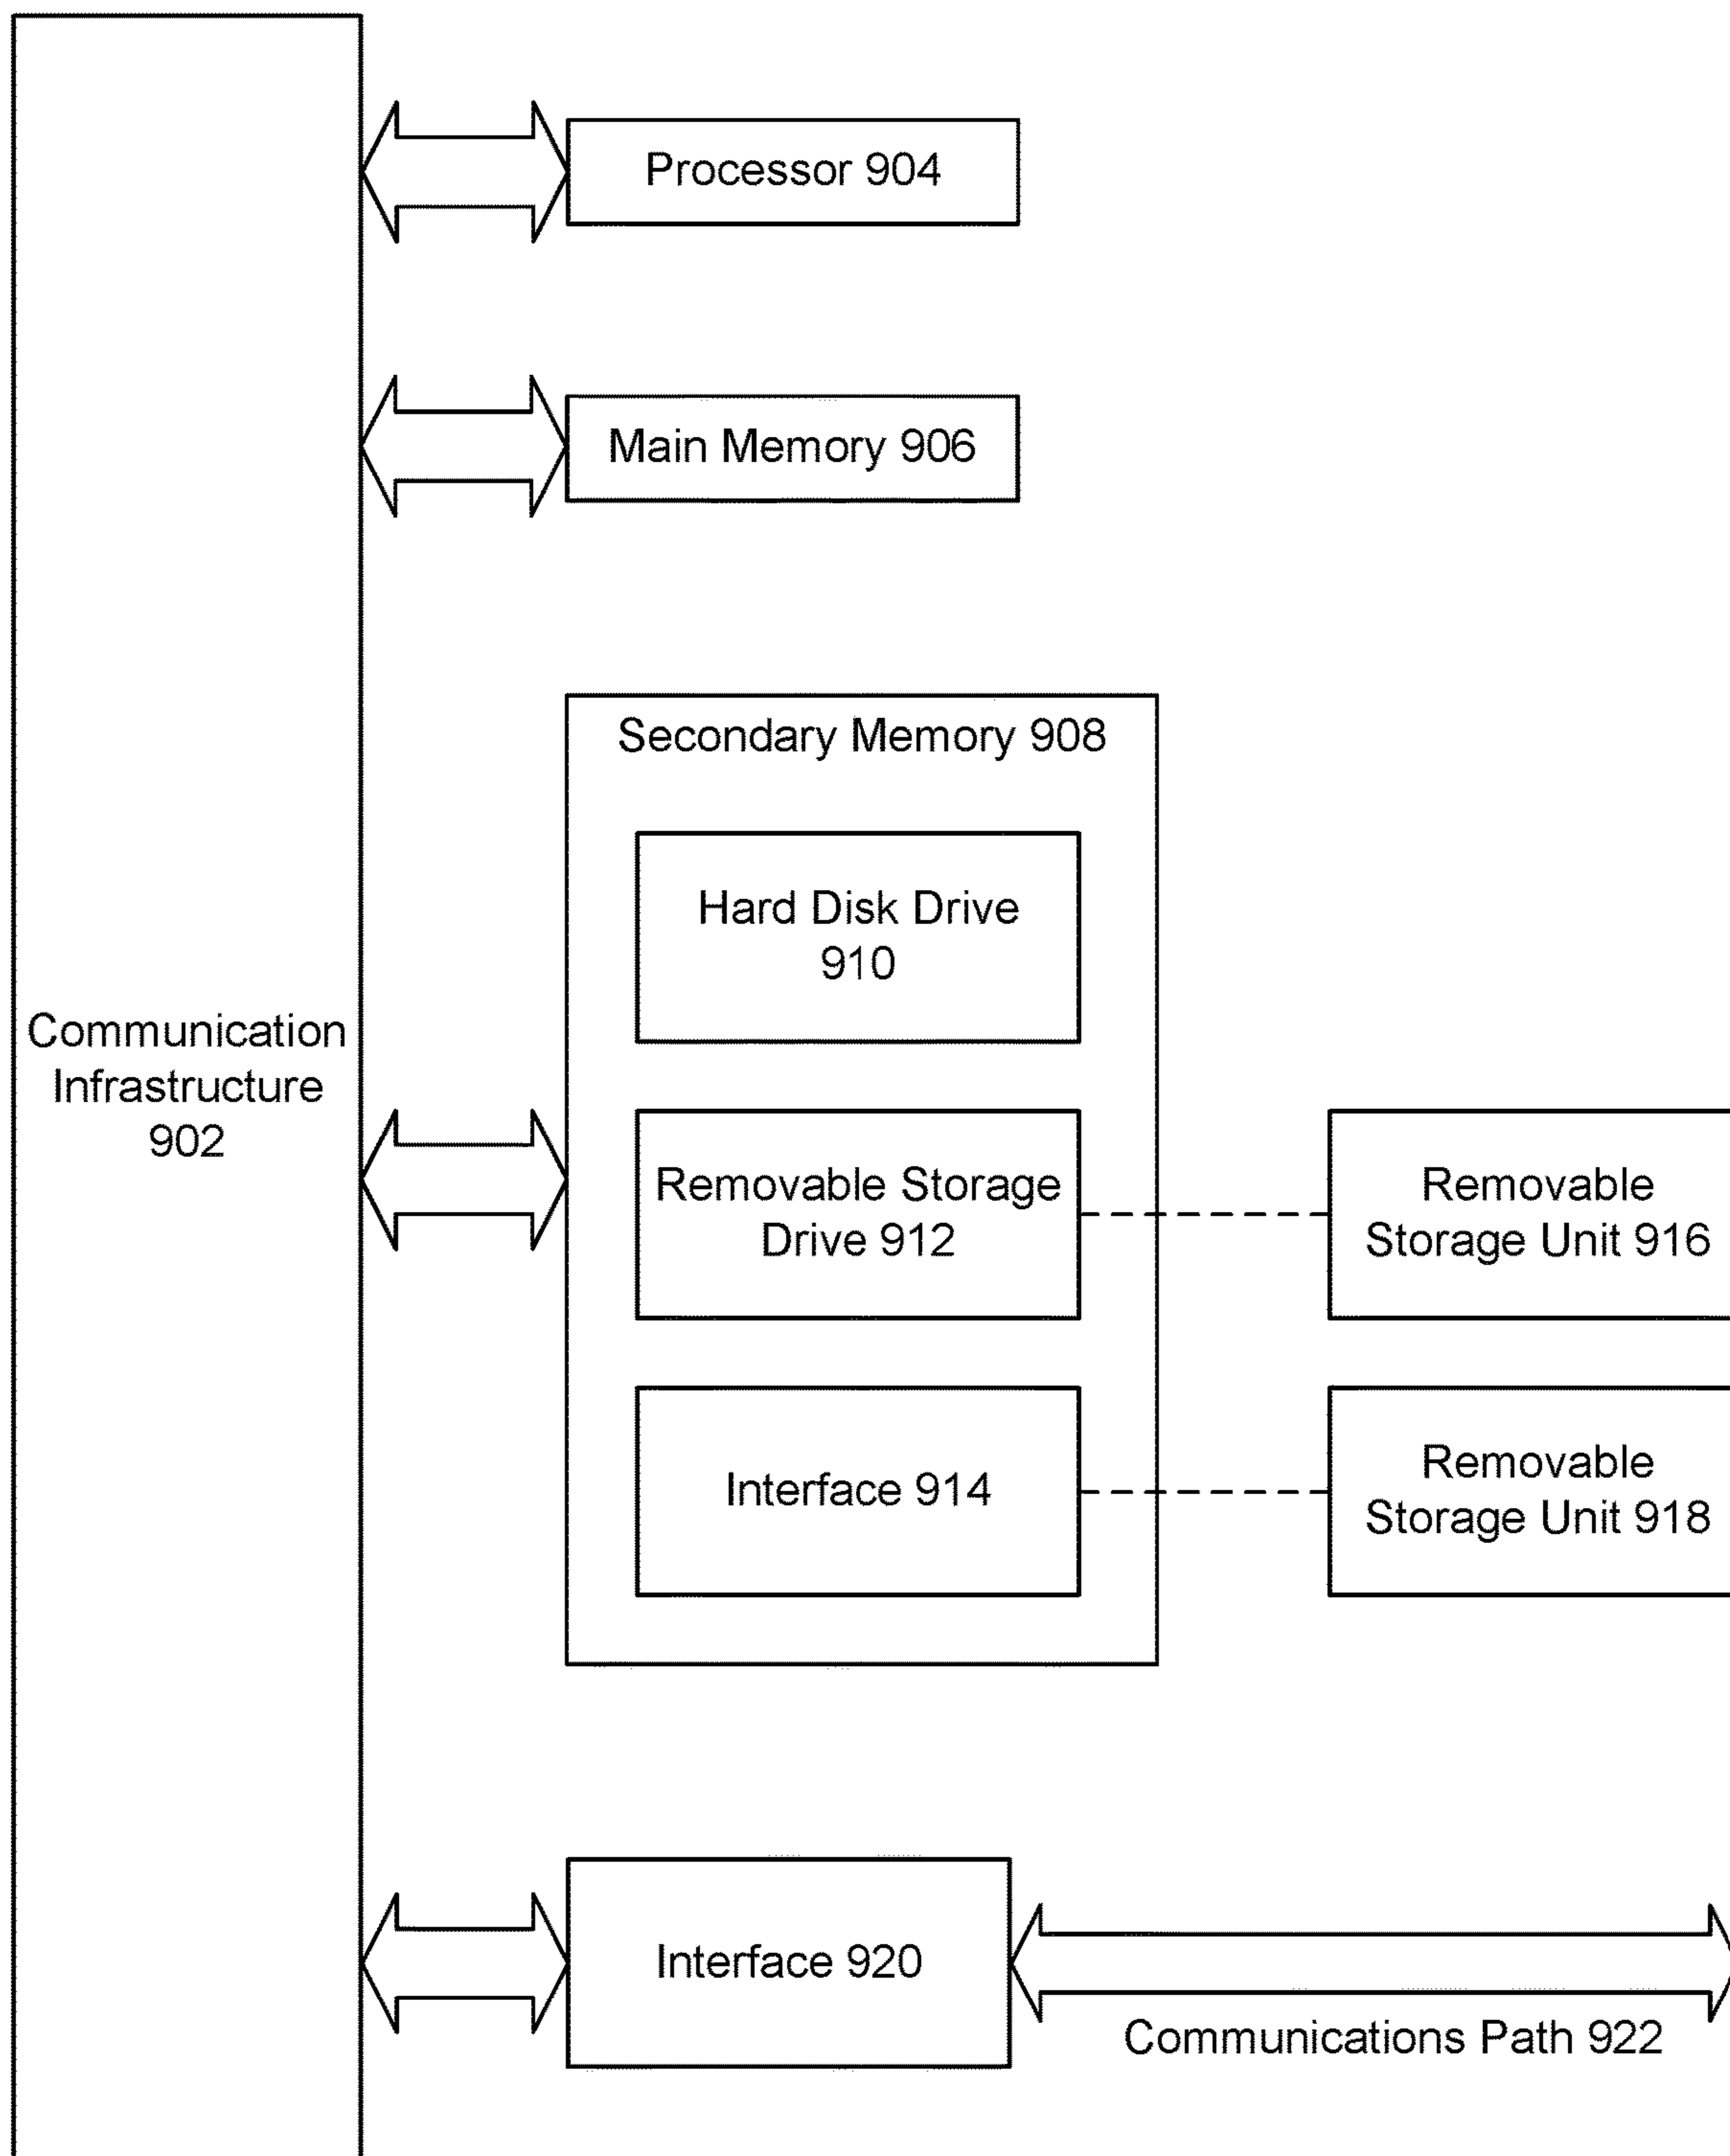 Processor 904
Main Memory 906
Secondary Memory 908
Hard Disk Drive
910
Communication
Infrastructure
902
Removable Storage
Drive 912
Removable
Storage Unit 916
Interface 914
Removable
Storage Unit 918
Interface 920
Communications Path 922